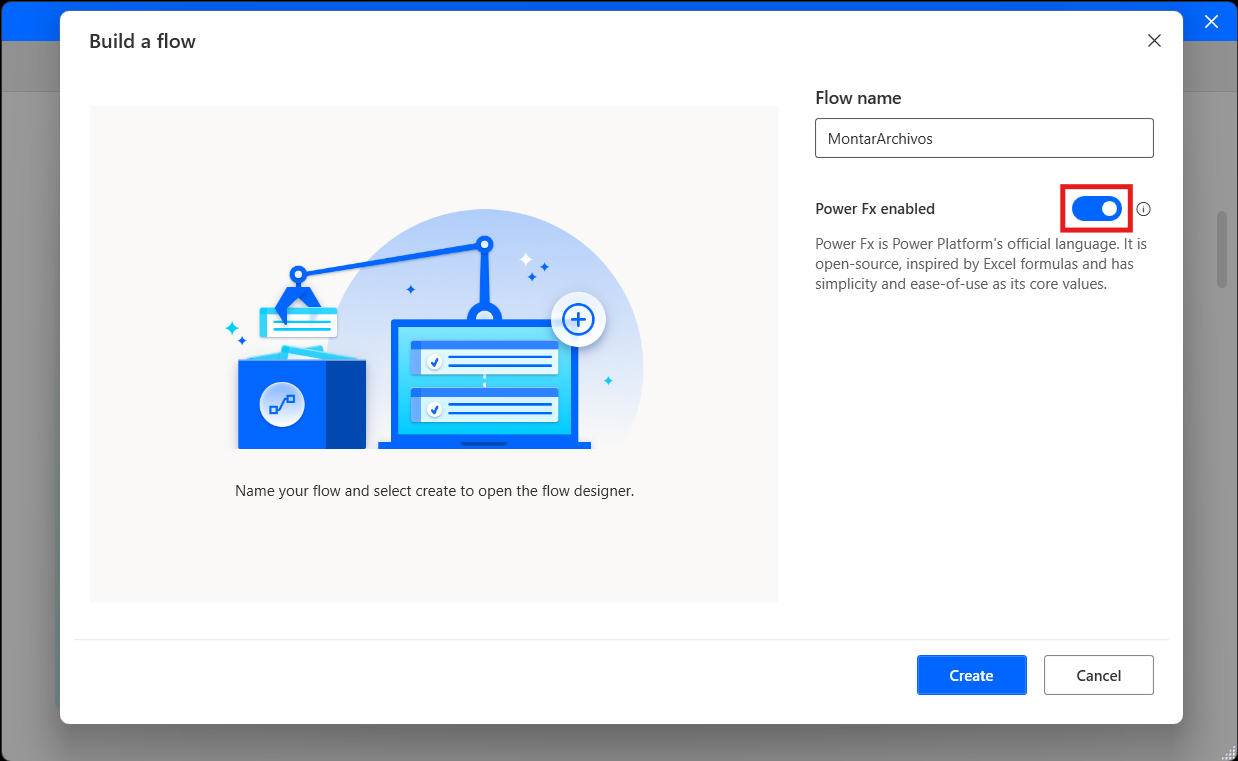 Build a flow
Flow name
MontarArchivos
Power Fx enabled
Power Fx is Power Platform's official language. It is
open-source, inspired by Excel formulas and has
simplicity and ease-of-use as its core values.
Name your flow and select create to open the flow designer.
Create
Cancel